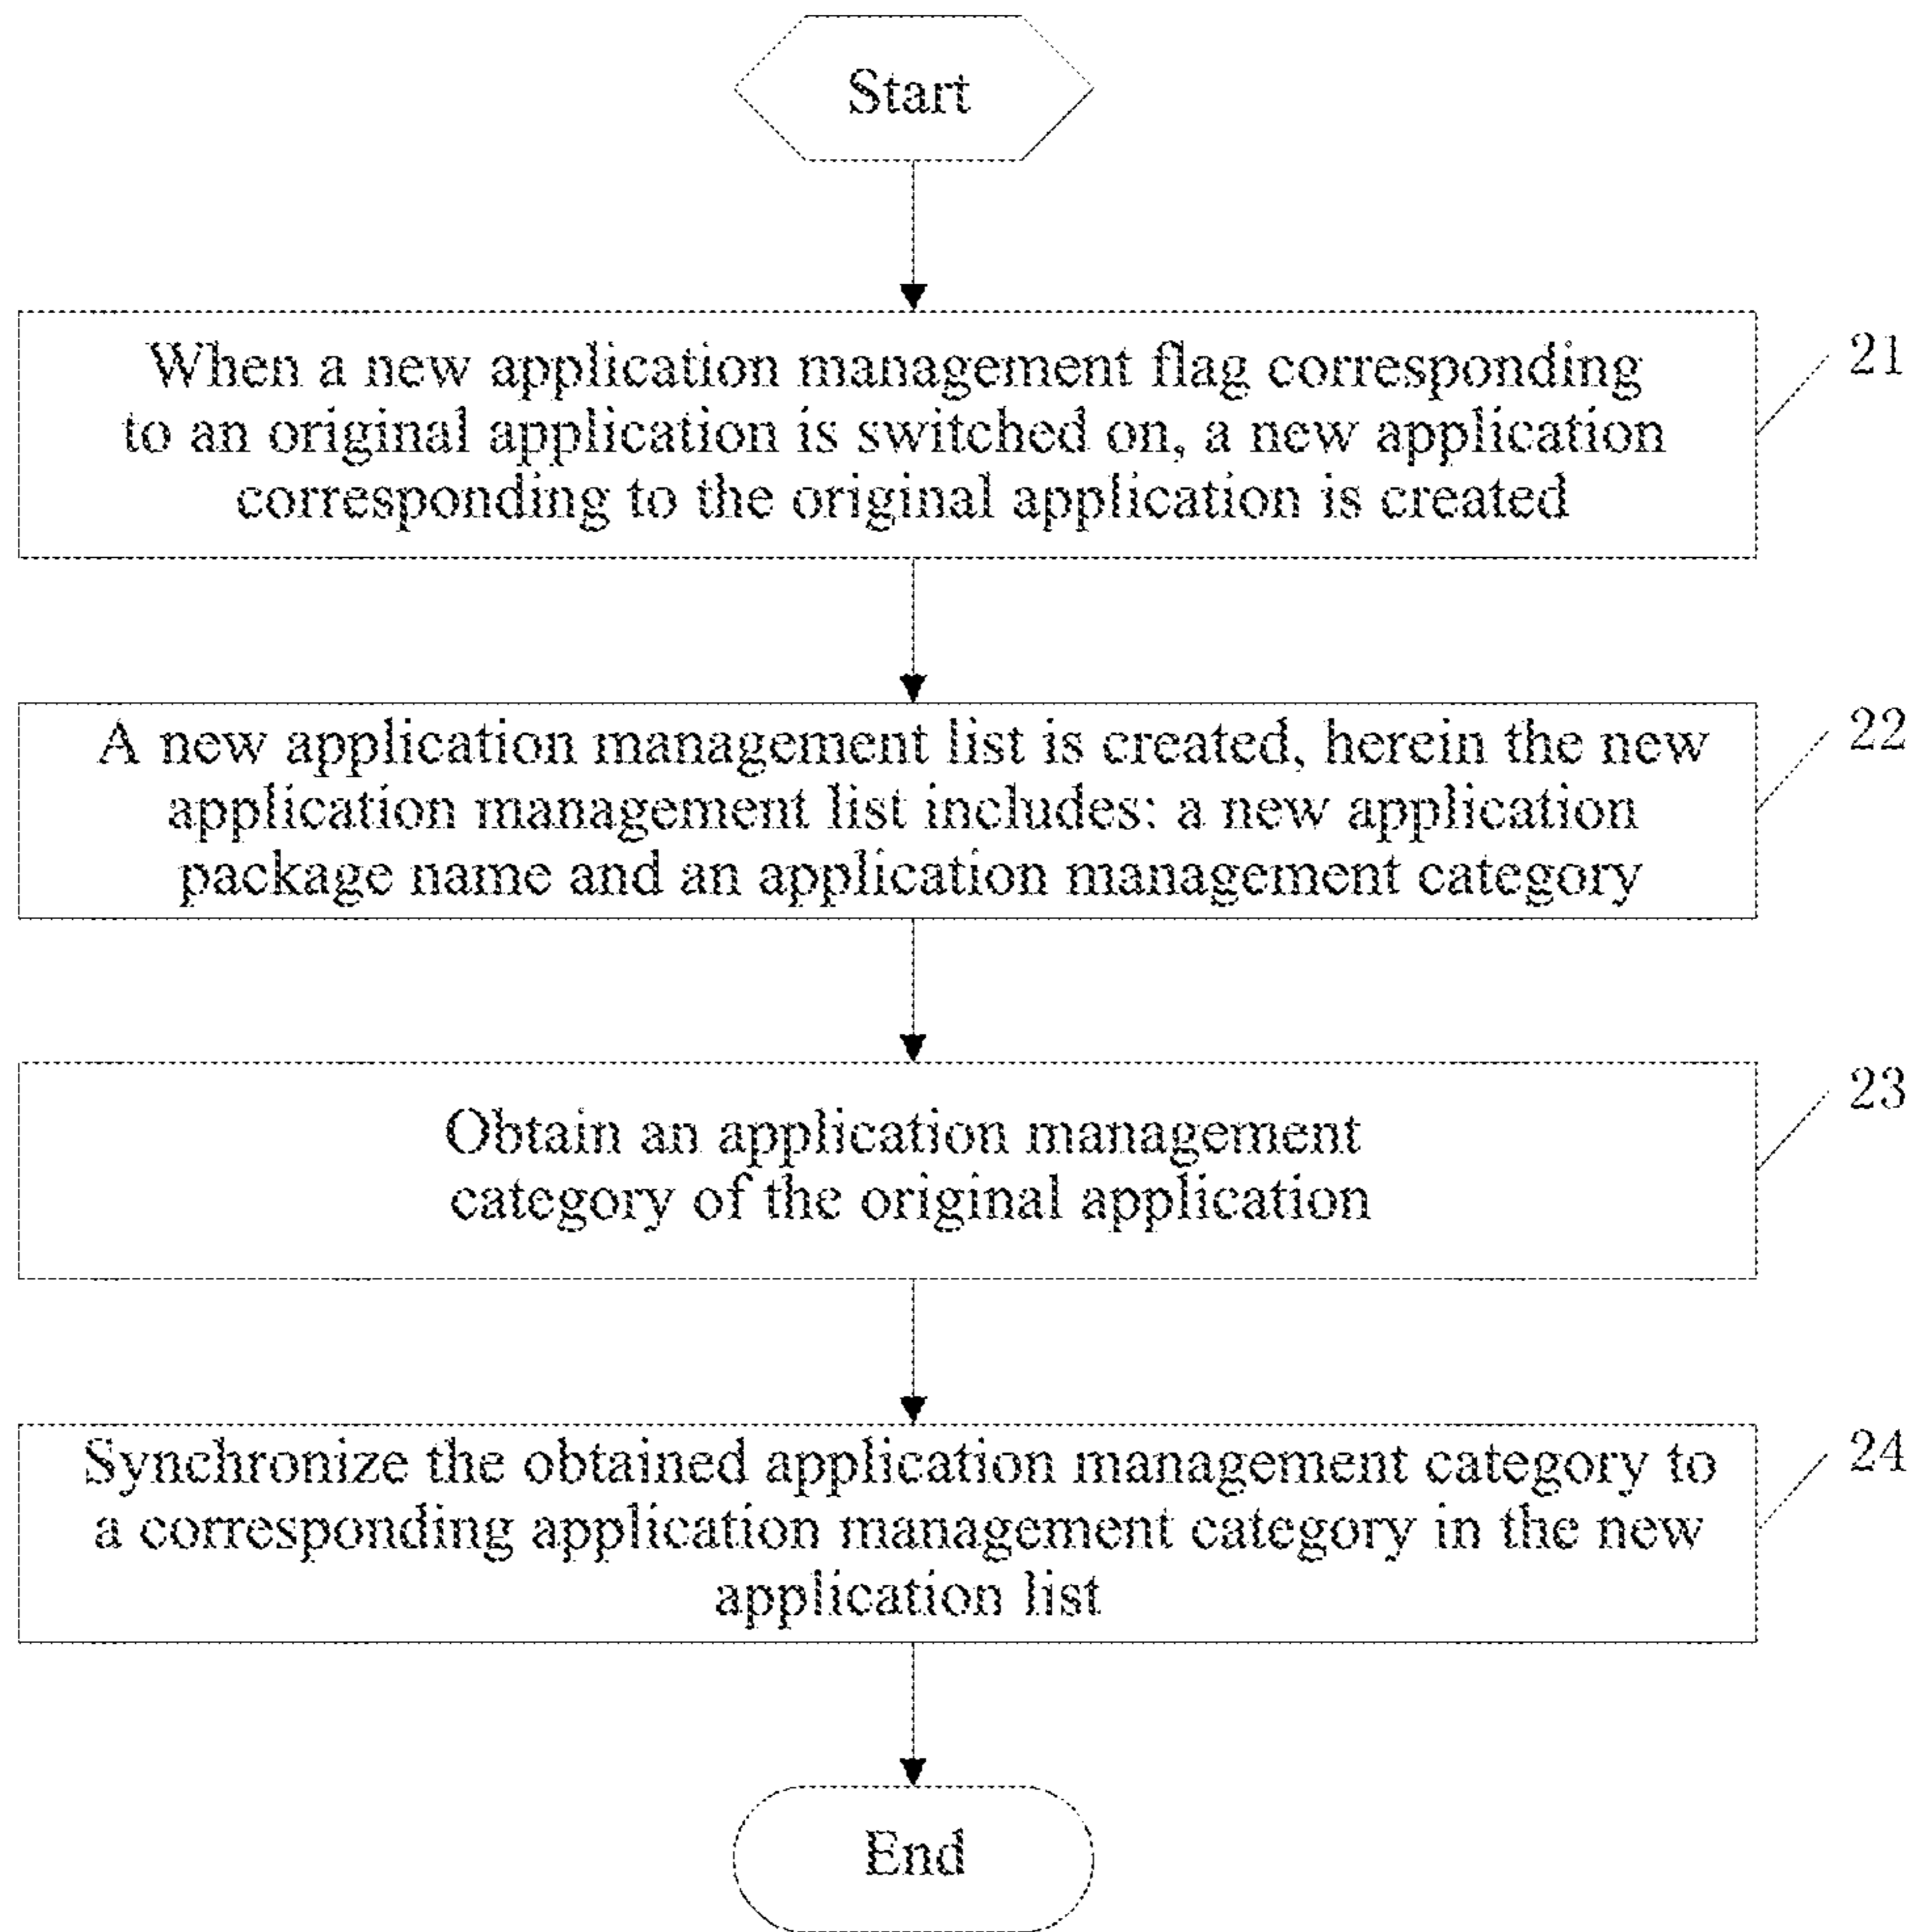 Start
When a new application management flag corresponding
to an original application is switched on, a new application
corresponding to the original application is created
21
A new application management list is created, herein the new
application management list includes: a new application
package name and an application management category
22
Obtain an application management
category of the original application
23
Synchronize the obtained application management category to
a corresponding application management category in the new
application list
24
End